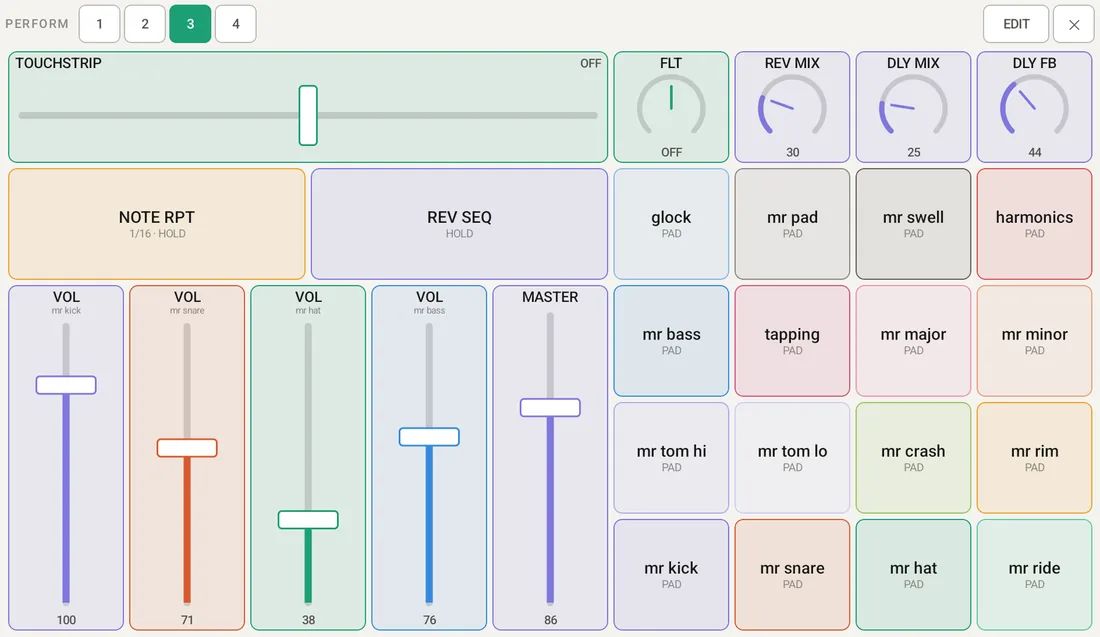 PERFORM 1 2 3 4 EDIT
TOUCHSTRIP OFF
FLT
OFF
REV MIX
30
DLY MIX
25
DLY FB
44
NOTE RPT
1/16 · HOLD
REV SEQ
HOLD
glock
PAD
mr pad
PAD
mr swell
PAD
harmonics
PAD
VOL
mr kick
100
VOL
mr snare
71
VOL
mr hat
38
VOL
mr bass
76
MASTER
86
mr bass
PAD
tapping
PAD
mr major
PAD
mr minor
PAD
mr tom hi
PAD
mr tom lo
PAD
mr crash
PAD
mr rim
PAD
mr kick
PAD
mr snare
PAD
mr hat
PAD
mr ride
PAD